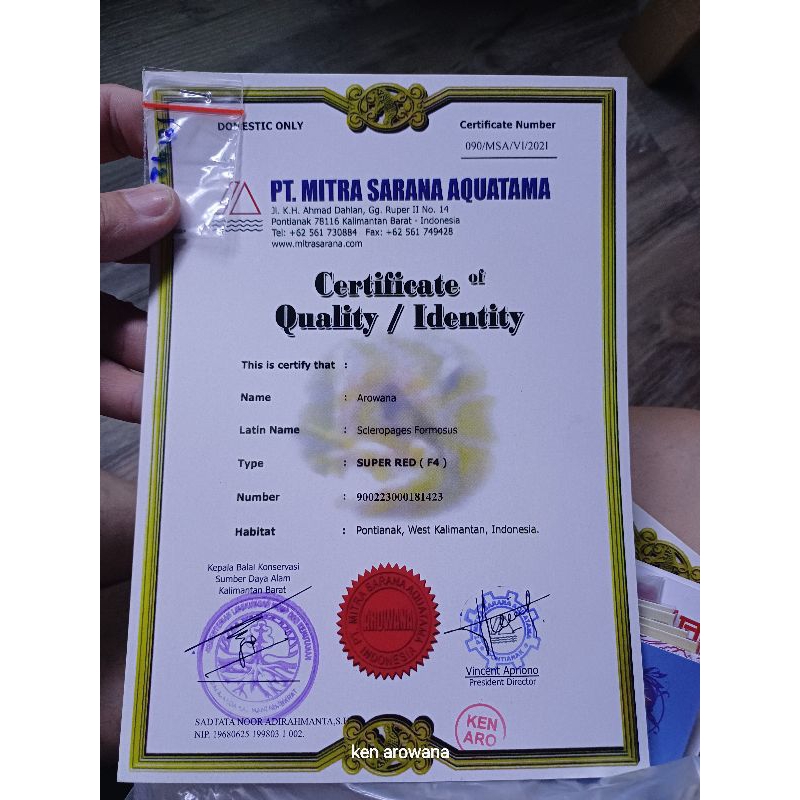 DOMESTIC ONLY
Certificate Number
090/MSA/VI/2021
PT. MITRA SARANA AQUATAMA
Jl. K.H. Ahmad Dahlan, Gg. Ruper II No. 14
Pontianak 78116 Kalimantan Barat - Indonesia
Tel: +62 561 730884 Fax: +62 561 749428
www.mitrasarana.com
Certificate of
Quality / Identity
This is certify that :
Name : Arowana
Latin Name : Scleropages Formosus
Type : SUPER RED ( F4 )
Number : 900223000181423
Habitat : Pontianak, West Kalimantan, Indonesia.
Kepala Balai Konservasi
Sumber Daya Alam
Kalimantan Barat
MITRA SARANA AQUATAMA
AROWANA
PT INDONESIA
Vincent Apriono
President Director
SADTATA NOOR ADIRAHMANTA,S.
NIP. 19680625 199803 1 002.
KEN
ARO
ken arowana